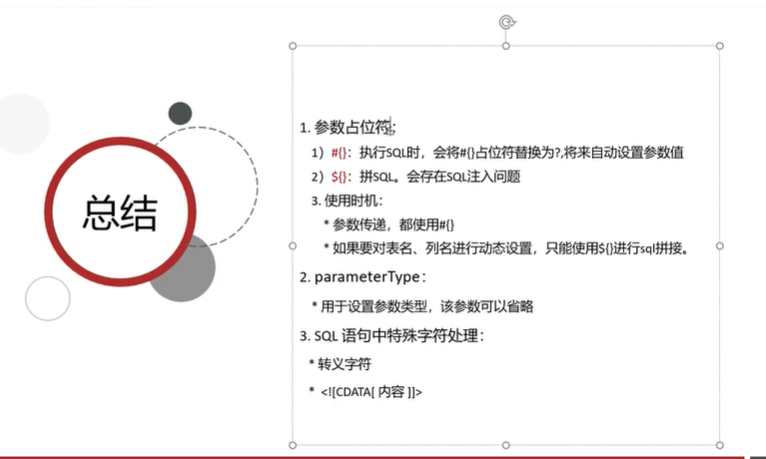 总结
1. 参数占位符:
1）#{}：执行SQL时，会将#{}占位符替换为?,将来自动设置参数值
2）${}：拼SQL。会存在SQL注入问题
3. 使用时机：
* 参数传递，都使用#{}
* 如果要对表名、列名进行动态设置，只能使用${}进行sql拼接。
2. parameterType：
* 用于设置参数类型，该参数可以省略
3. SQL 语句中特殊字符处理：
* 转义字符
* <![CDATA[ 内容 ]]>